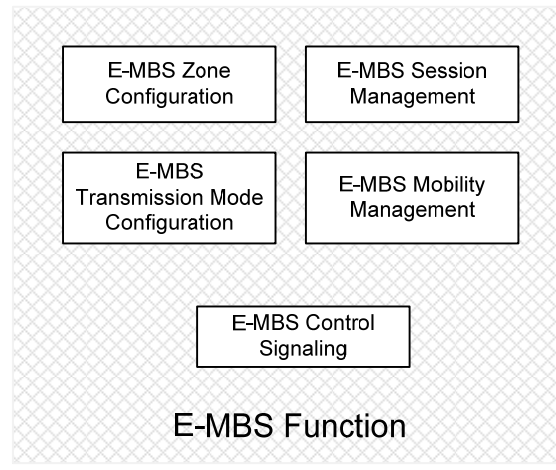 E-MBS Zone
Configuration
E-MBS Session
Management
E-MBS
Transmission Mode
Configuration
E-MBS Mobility
Management
E-MBS Control
Signaling
E-MBS Function